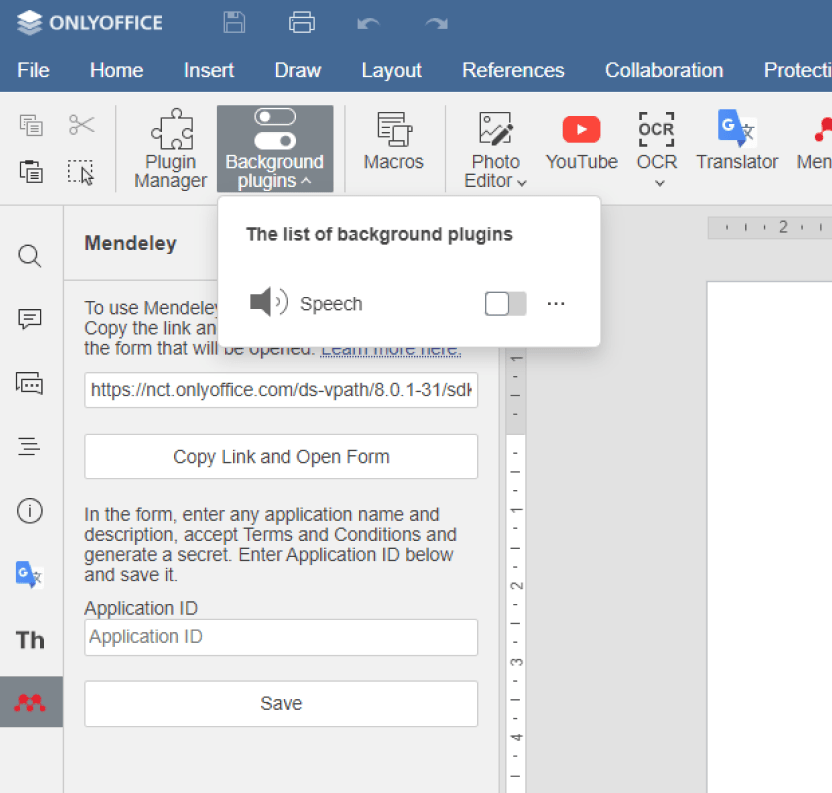 ONLYOFFICE
File Home Insert Draw Layout References Collaboration Protecti
Plugin
Manager
Background
plugins
Macros
Photo
Editor
YouTube
OCR
OCR
Translator
Men
The list of background plugins
Speech
...
Mendeley
To use Mendeley
Copy the link an
the form that will be opened. Learn more here.
https://nct.onlyoffice.com/ds-vpath/8.0.1-31/sdk
Copy Link and Open Form
In the form, enter any application name and
description, accept Terms and Conditions and
generate a secret. Enter Application ID below
and save it.
Application ID
Application ID
Save
Th
G
G
2
1
1
2
3
4